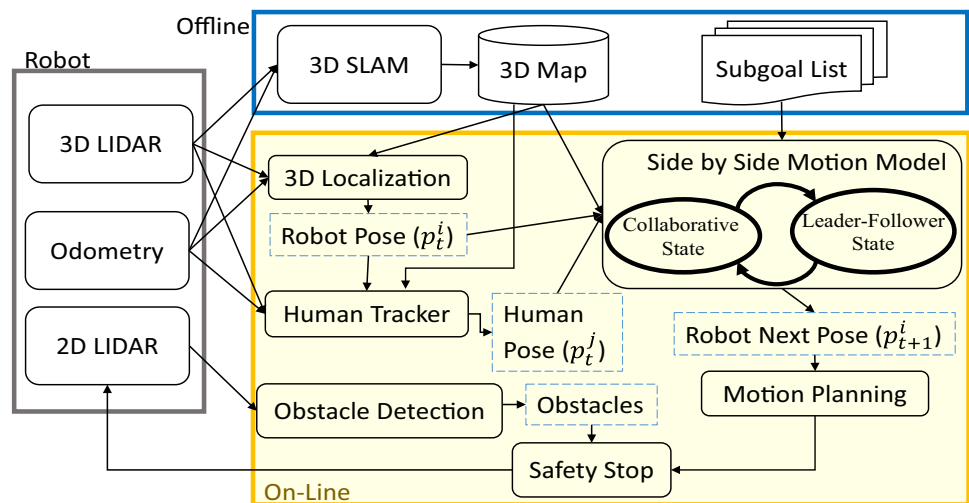 Offline
3D SLAM
3D Map
Subgoal List
Robot
3D LIDAR
Odometry
2D LIDAR
3D Localization
Robot Pose (p_t^i)
Human Tracker
Human
Pose (p_t^j)
Side by Side Motion Model
Collaborative
State
Leader-Follower
State
Robot Next Pose (p_{t+1}^i)
Motion Planning
Obstacle Detection
Obstacles
Safety Stop
On-Line